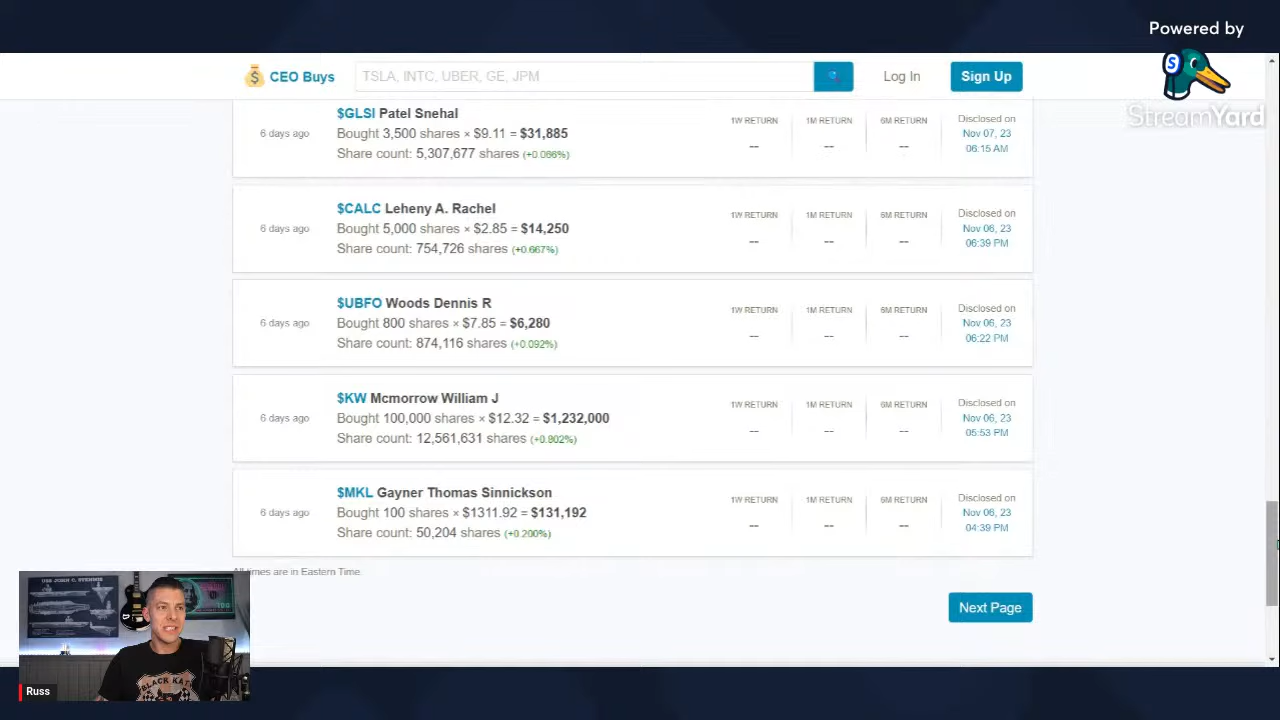 Powered by
StreamYard
CEO Buys
TSLA, INTC, UBER, GE, JPM
Log In
Sign Up
6 days ago
$GLSI Patel Snehal
Bought 3,500 shares × $9.11 = $31,885
Share count: 5,307,677 shares (+0.066%)
1W RETURN
--
1M RETURN
--
6M RETURN
--
Disclosed on
Nov 07, 23
06:15 AM
6 days ago
$CALC Leheny A. Rachel
Bought 5,000 shares × $2.85 = $14,250
Share count: 754,726 shares (+0.667%)
1W RETURN
--
1M RETURN
--
6M RETURN
--
Disclosed on
Nov 06, 23
06:39 PM
6 days ago
$UBFO Woods Dennis R
Bought 800 shares × $7.85 = $6,280
Share count: 874,116 shares (+0.092%)
1W RETURN
--
1M RETURN
--
6M RETURN
--
Disclosed on
Nov 06, 23
06:22 PM
6 days ago
$KW Mcmorrow William J
Bought 100,000 shares × $12.32 = $1,232,000
Share count: 12,561,631 shares (+0.802%)
1W RETURN
--
1M RETURN
--
6M RETURN
--
Disclosed on
Nov 06, 23
05:53 PM
6 days ago
$MKL Gayner Thomas Sinnickson
Bought 100 shares × $1311.92 = $131,192
Share count: 50,204 shares (+0.200%)
1W RETURN
--
1M RETURN
--
6M RETURN
--
Disclosed on
Nov 06, 23
04:39 PM
All times are in Eastern Time.
Next Page
USS JOHN C. STENNIS
BLACK
Russ